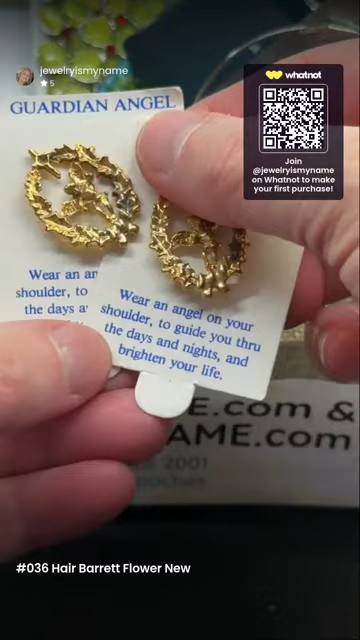 jewelryismyname
5
whatnot
Join
@jewelryismyname
on Whatnot to make
your first purchase!
GUARDIAN ANGEL
Wear an an
shoulder, to
the days a
Wear an angel on your
shoulder, to guide you thru
the days and nights, and
brighten your life.
E.com &
AME.com
2001
#036 Hair Barrett Flower New